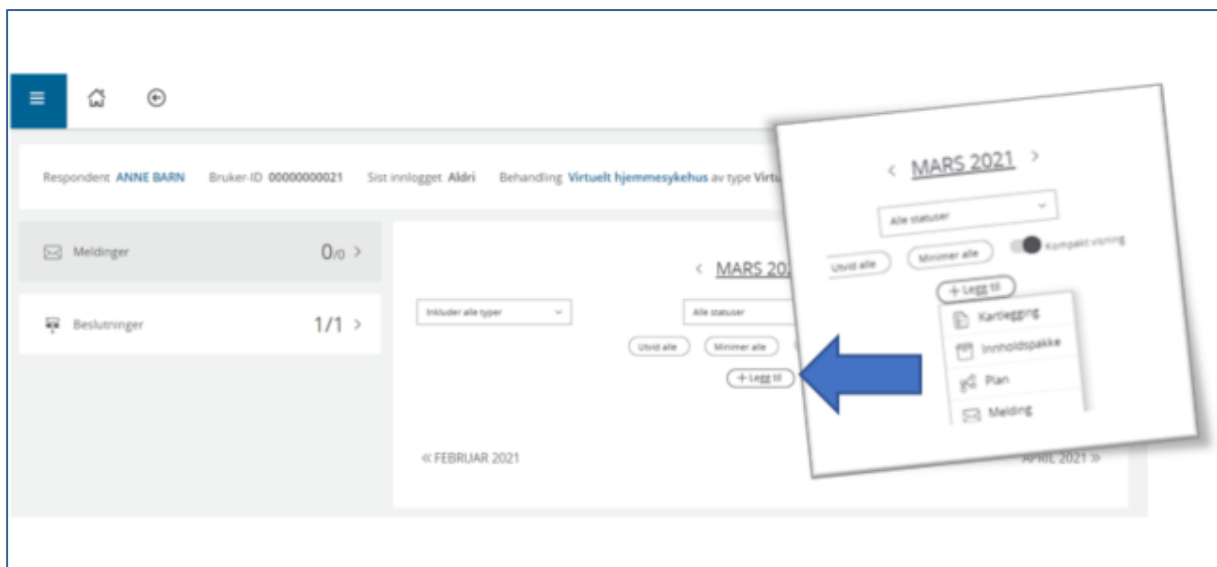 Respondent ANNE BARN Bruker-ID 00000000021 Sist innlogget Aldri Behandling Virtuelt hjemmesykehus av type Virtu
Meldinger 0/0 >
Beslutninger 1/1 >
< MARS 202
Inkluder alle typer
Alle statuser
Utvid alle
Minimer alle
+ Legg til
« FEBRUAR 2021
APRIL 2021 »
< MARS 2021 >
Alle statuser
Utvid alle
Minimer alle
Kompakt visning
+ Legg til
Kartlegging
Innholdspakke
Plan
Melding